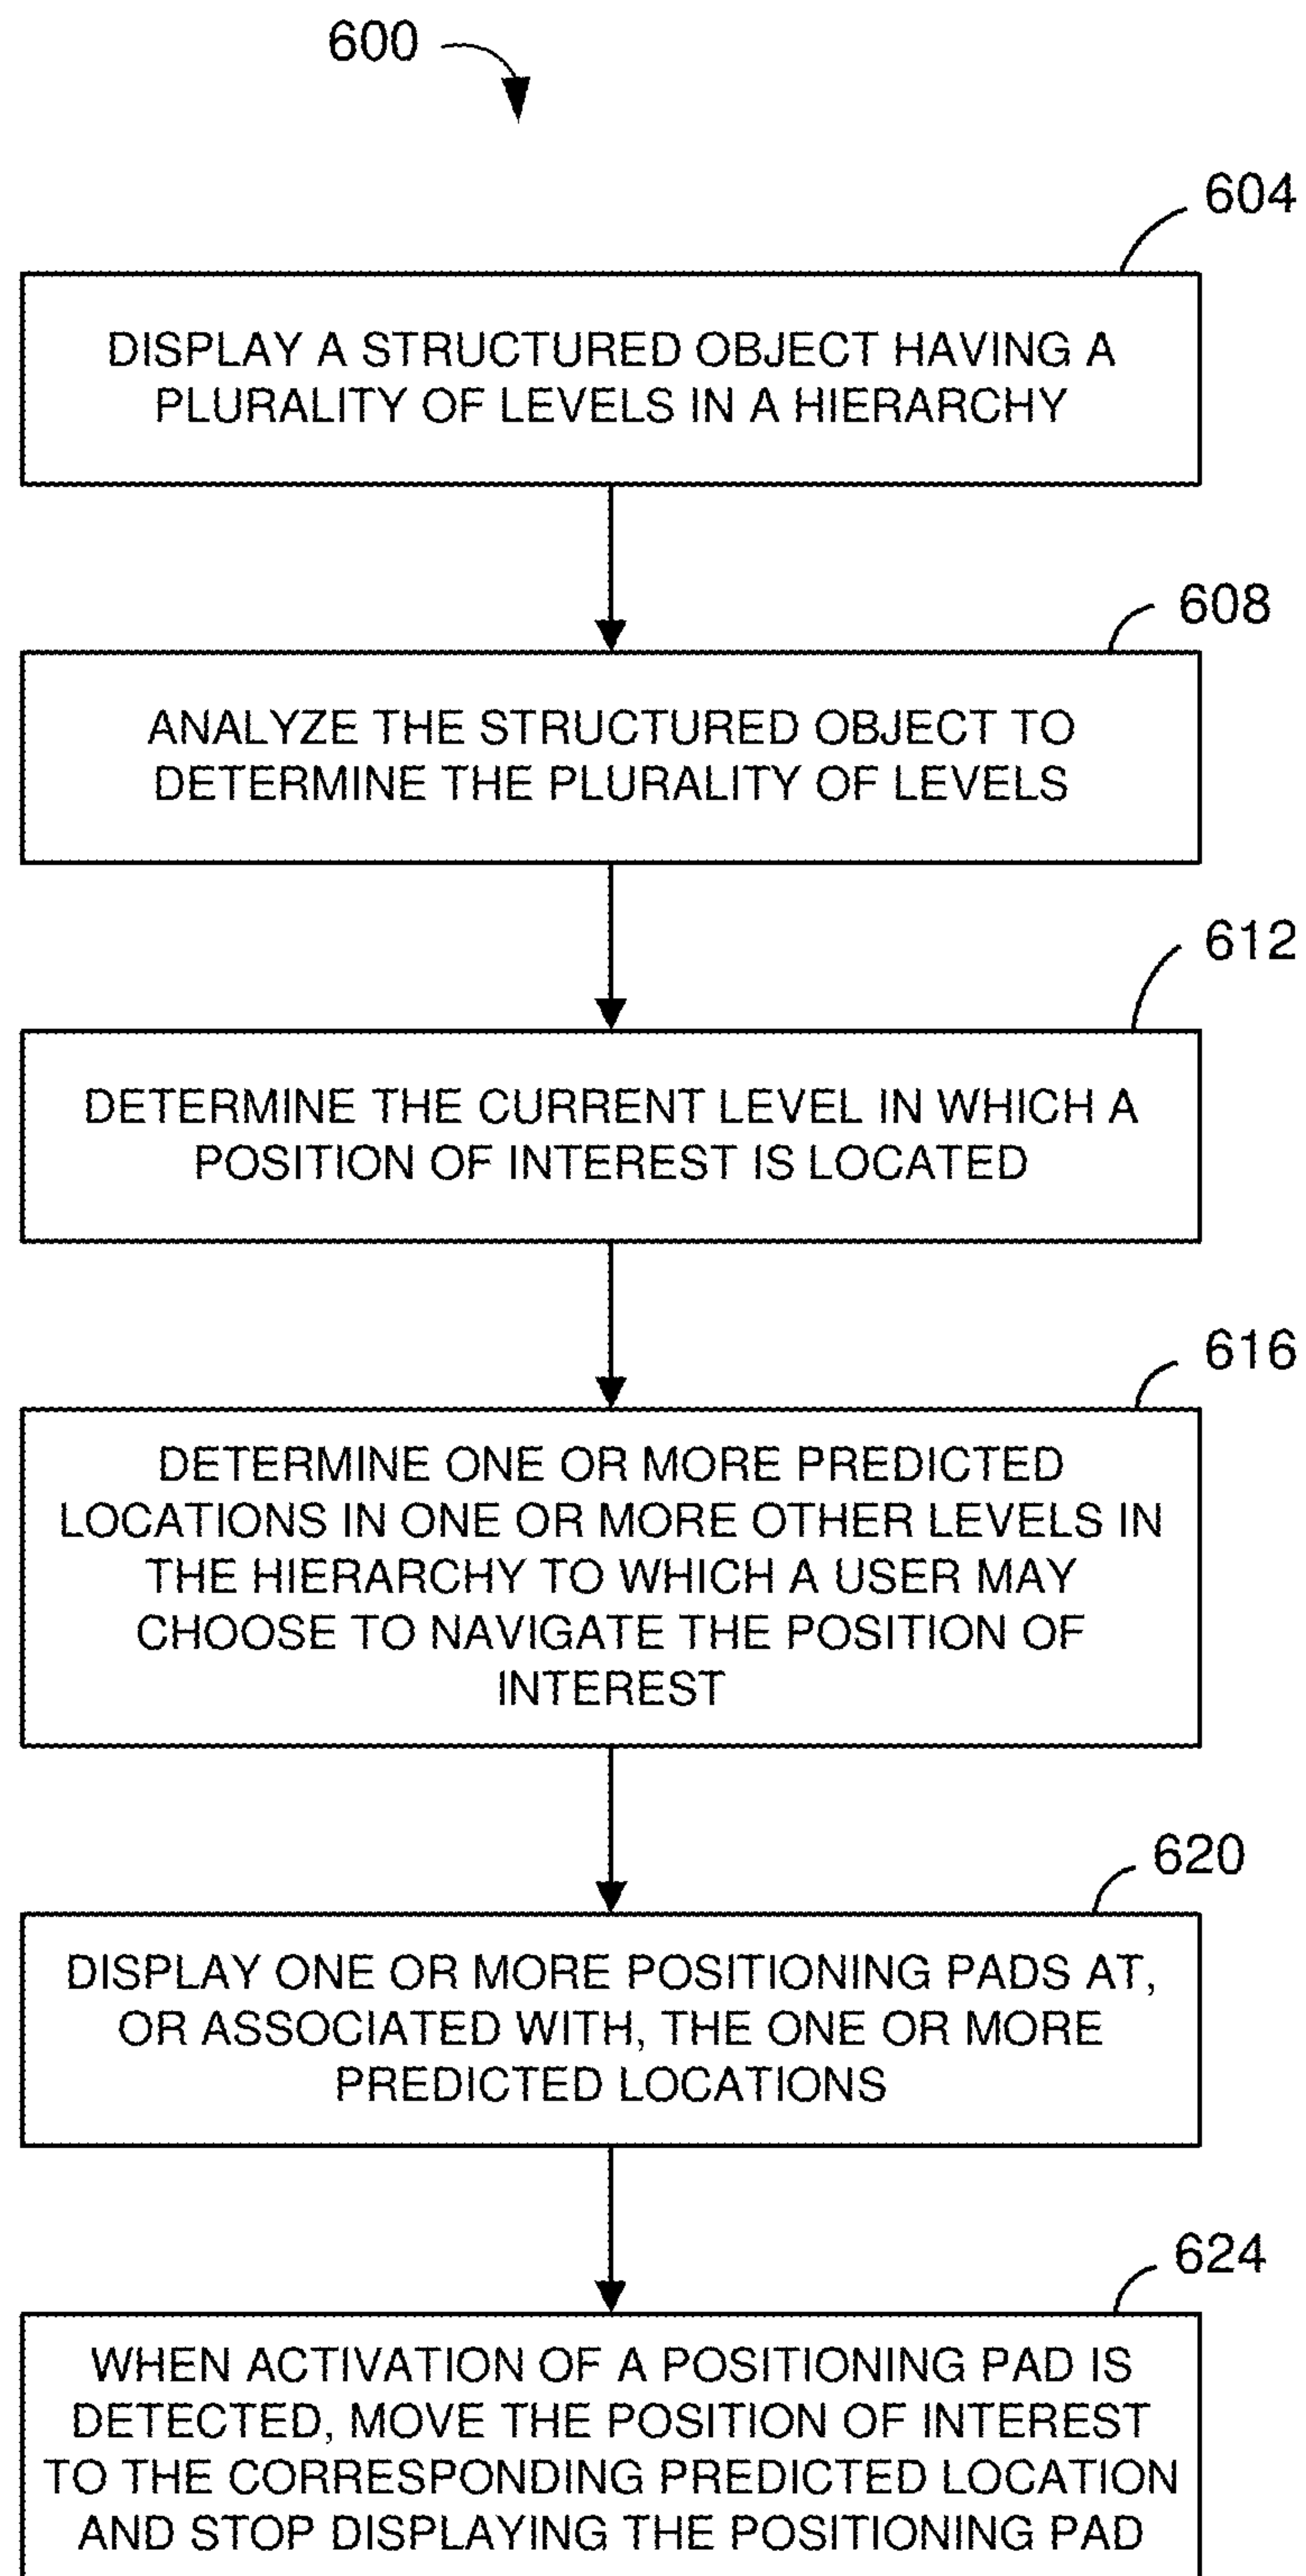 600
604
DISPLAY A STRUCTURED OBJECT HAVING A
PLURALITY OF LEVELS IN A HIERARCHY
608
ANALYZE THE STRUCTURED OBJECT TO
DETERMINE THE PLURALITY OF LEVELS
612
DETERMINE THE CURRENT LEVEL IN WHICH A
POSITION OF INTEREST IS LOCATED
616
DETERMINE ONE OR MORE PREDICTED
LOCATIONS IN ONE OR MORE OTHER LEVELS IN
THE HIERARCHY TO WHICH A USER MAY
CHOOSE TO NAVIGATE THE POSITION OF
INTEREST
620
DISPLAY ONE OR MORE POSITIONING PADS AT,
OR ASSOCIATED WITH, THE ONE OR MORE
PREDICTED LOCATIONS
624
WHEN ACTIVATION OF A POSITIONING PAD IS
DETECTED, MOVE THE POSITION OF INTEREST
TO THE CORRESPONDING PREDICTED LOCATION
AND STOP DISPLAYING THE POSITIONING PAD